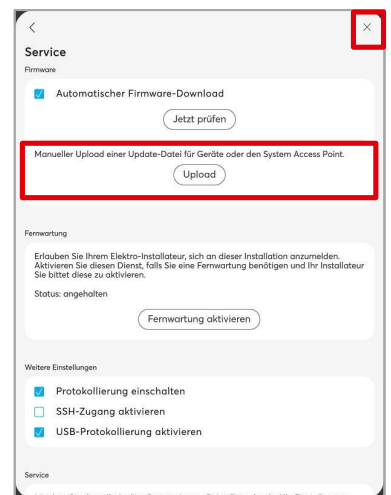 Service
Firmware
Automatischer Firmware-Download
Jetzt prüfen
Manueller Upload einer Update-Datei für Geräte oder den System Access Point.
Upload
Fernwartung
Erlauben Sie Ihrem Elektro-Installateur, sich an dieser Installation anzumelden.
Aktivieren Sie diesen Dienst, falls Sie eine Fernwartung benötigen und Ihr Installateur
Sie bittet diese zu aktivieren.
Status: angehalten
Fernwartung aktivieren
Weitere Einstellungen
Protokollierung einschalten
SSH-Zugang aktivieren
USB-Protokollierung aktivieren
Service